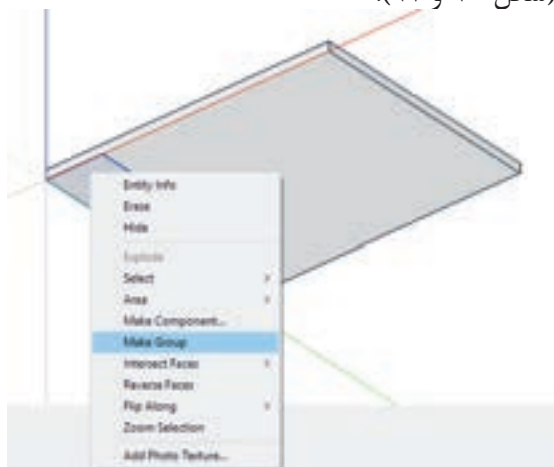 (شکل
Entity Info
Erase
Hide
Explode
Select
Area
Make Component...
Make Group
Intersect Faces
Reverse Faces
Flip Along
Zoom Selection
Add Photo Texture...